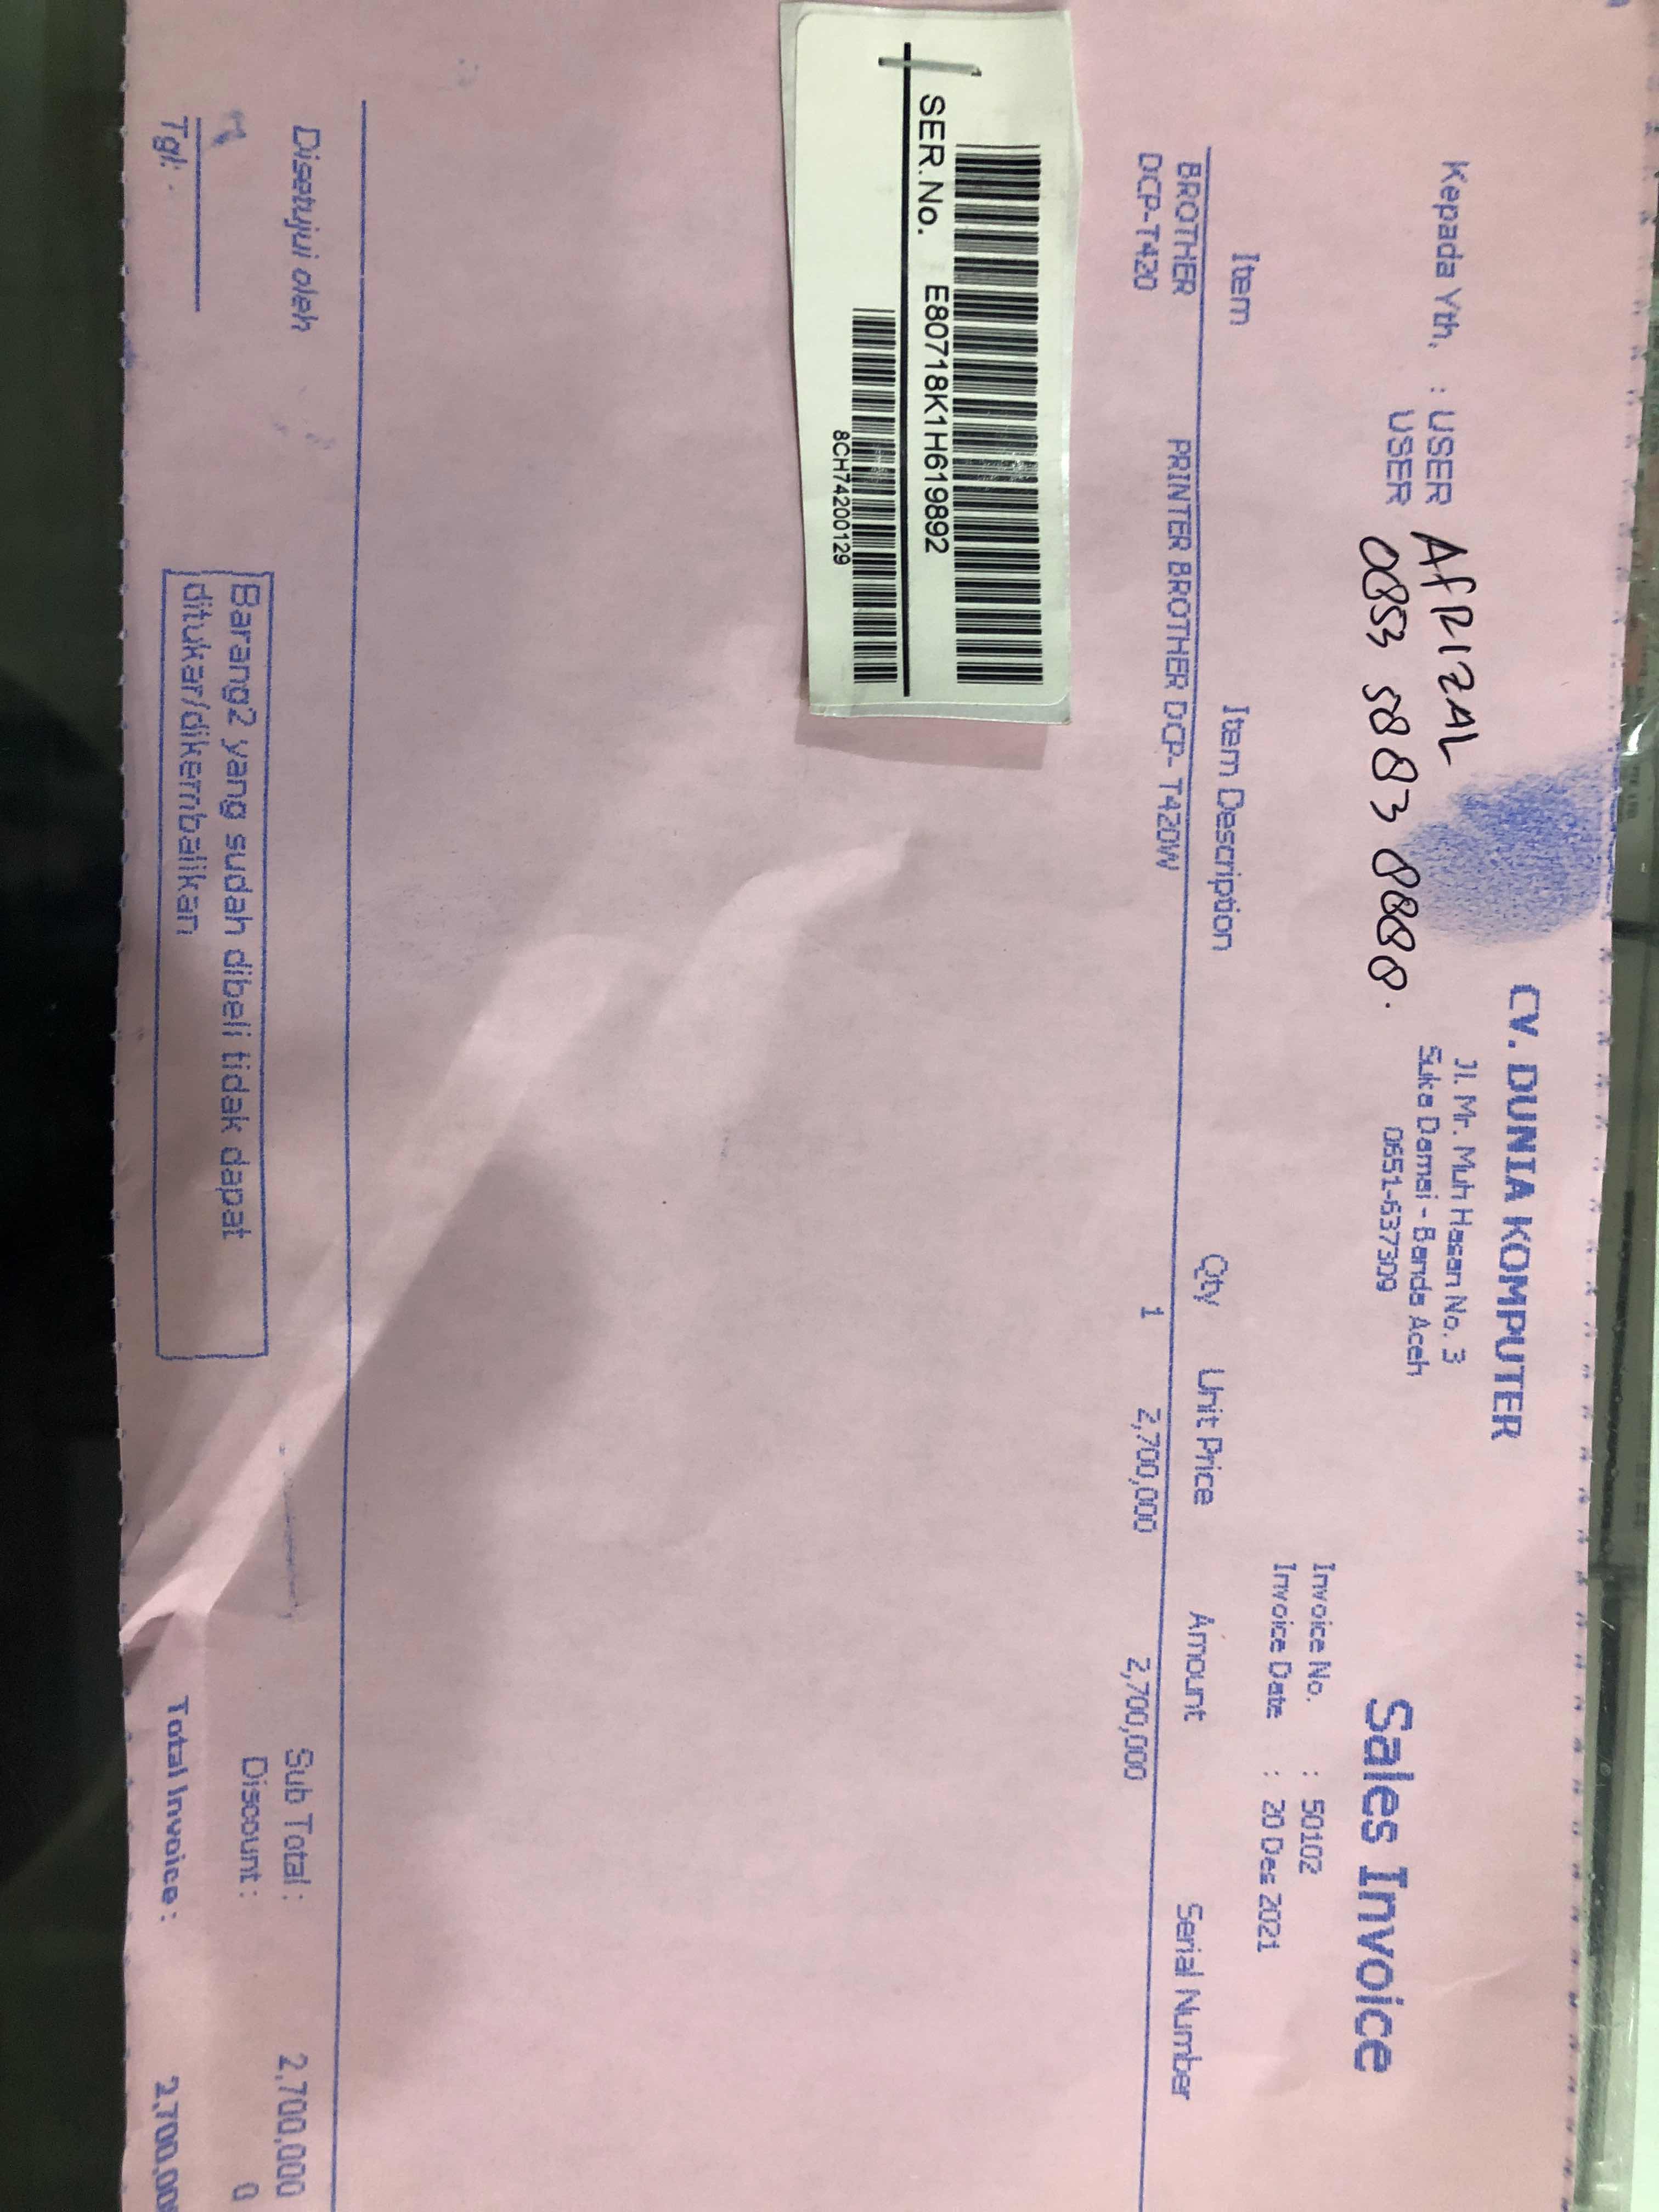 CV. DUNIA KOMPUTER
Jl. Mr. Muh Hasan No. 3
Suka Damai - Banda Aceh
0651-637309
Sales Invoice
Kepada Yth. : USER AFRIZAL
USER 0853 5883 8888.
Invoice No. : 50102
Invoice Date : 20 Des 2021
Item Item Description Qty Unit Price Amount Serial Number
BROTHER PRINTER BROTHER DCP- T420W 1 2,700,000 2,700,000
DCP-T420
SER.No. E80718K1H619892
8CH74200129
Disetujui oleh
Tgl:
Barang2 yang sudah dibeli tidak dapat
ditukar/dikembalikan
Sub Total : 2,700,000
Discount : 0
Total Invoice : 2,700,00